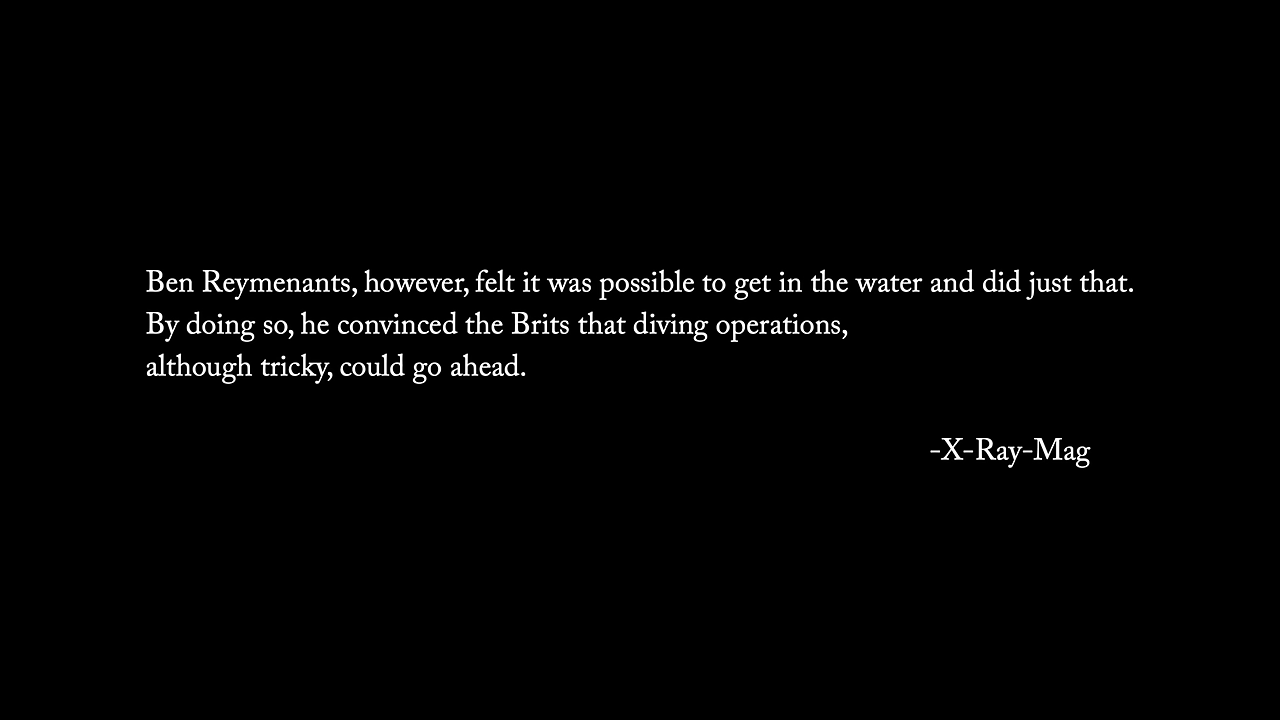 Ben Reymenants, however, felt it was possible to get in the water and did just that.
By doing so, he convinced the Brits that diving operations,
although tricky, could go ahead.
-X-Ray-Mag